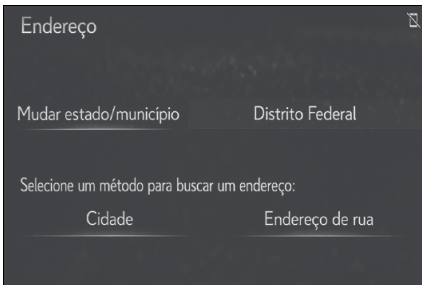 Endereço
Mudar estado/município Distrito Federal
Selecione um método para buscar um endereço:
Cidade Endereço de rua